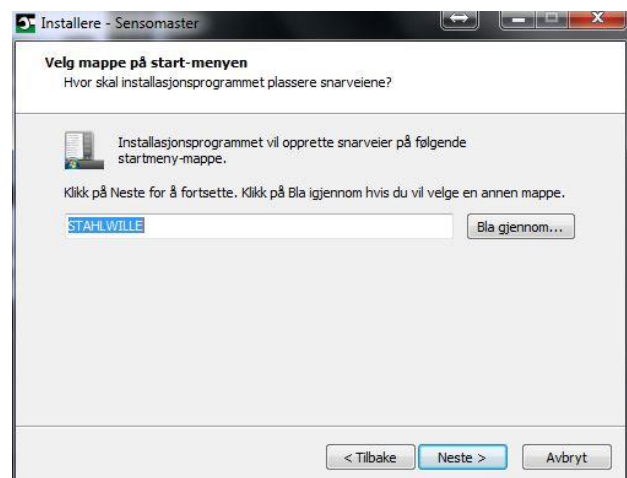 Installere - Sensomaster
Velg mappe på start-menyen
Hvor skal installasjonsprogrammet plassere snarveiene?
Installasjonsprogrammet vil opprette snarveier på følgende
startmeny-mappe.
Klikk på Neste for å fortsette. Klikk på Bla igjennom hvis du vil velge en annen mappe.
STAHLWILLE
Bla gjennom...
< Tilbake
Neste >
Avbryt